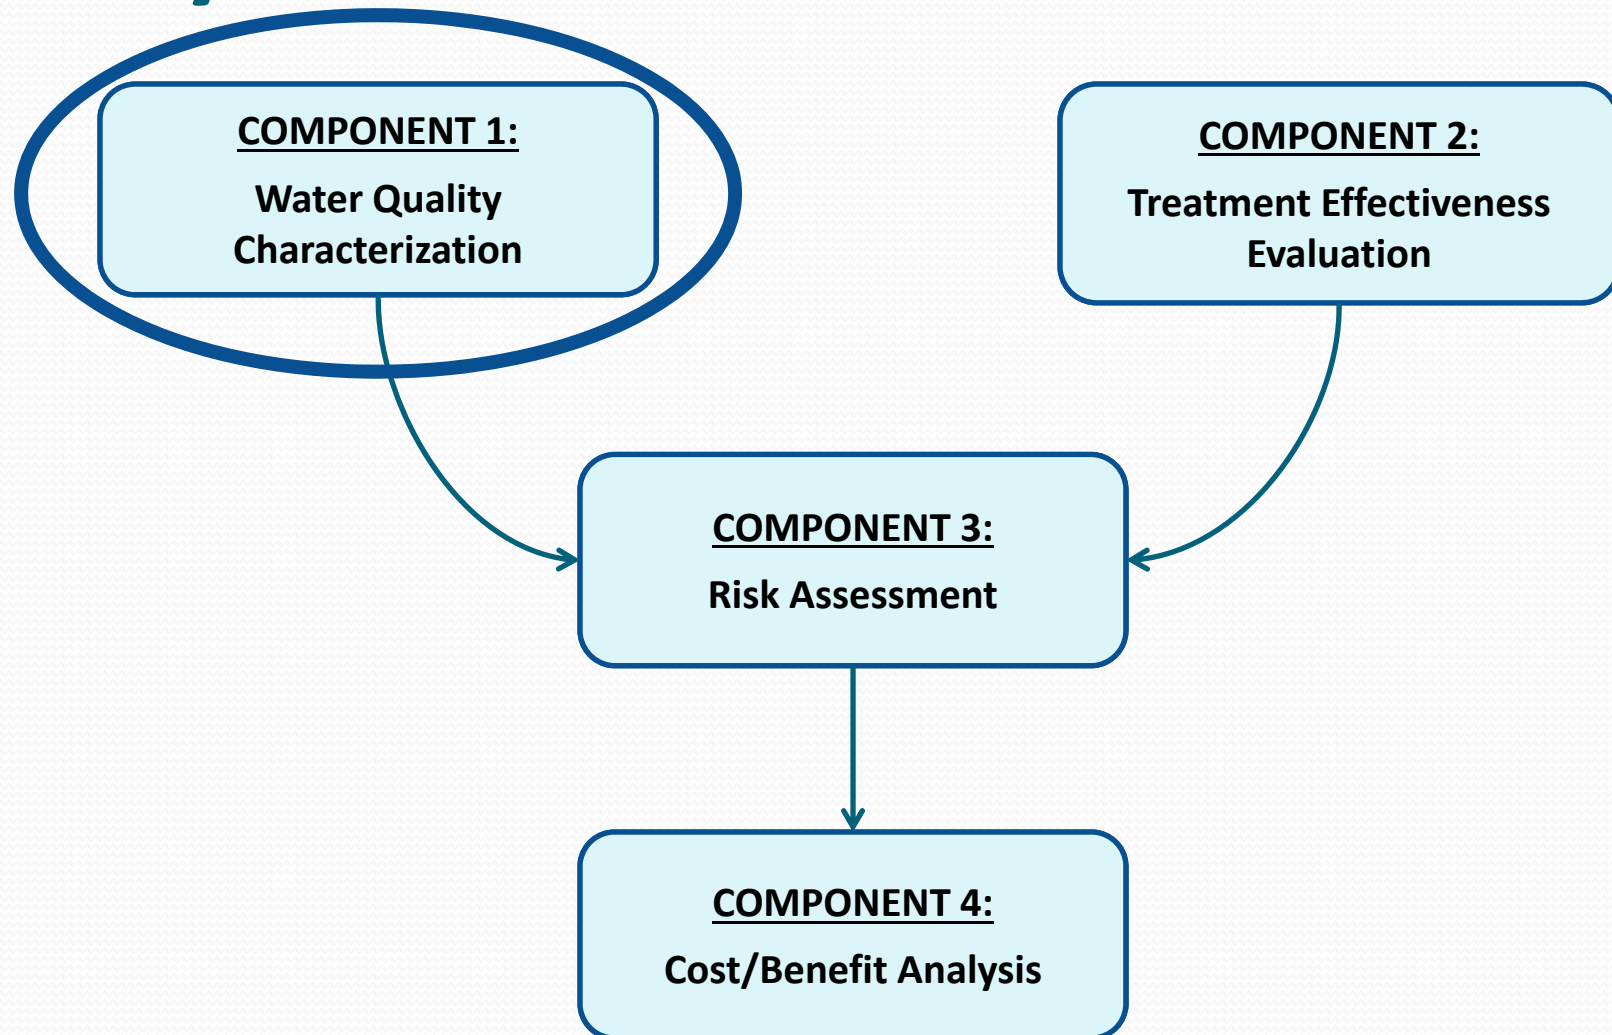 COMPONENT 1:
Water Quality
Characterization
COMPONENT 2:
Treatment Effectiveness
Evaluation
COMPONENT 3:
Risk Assessment
COMPONENT 4:
Cost/Benefit Analysis